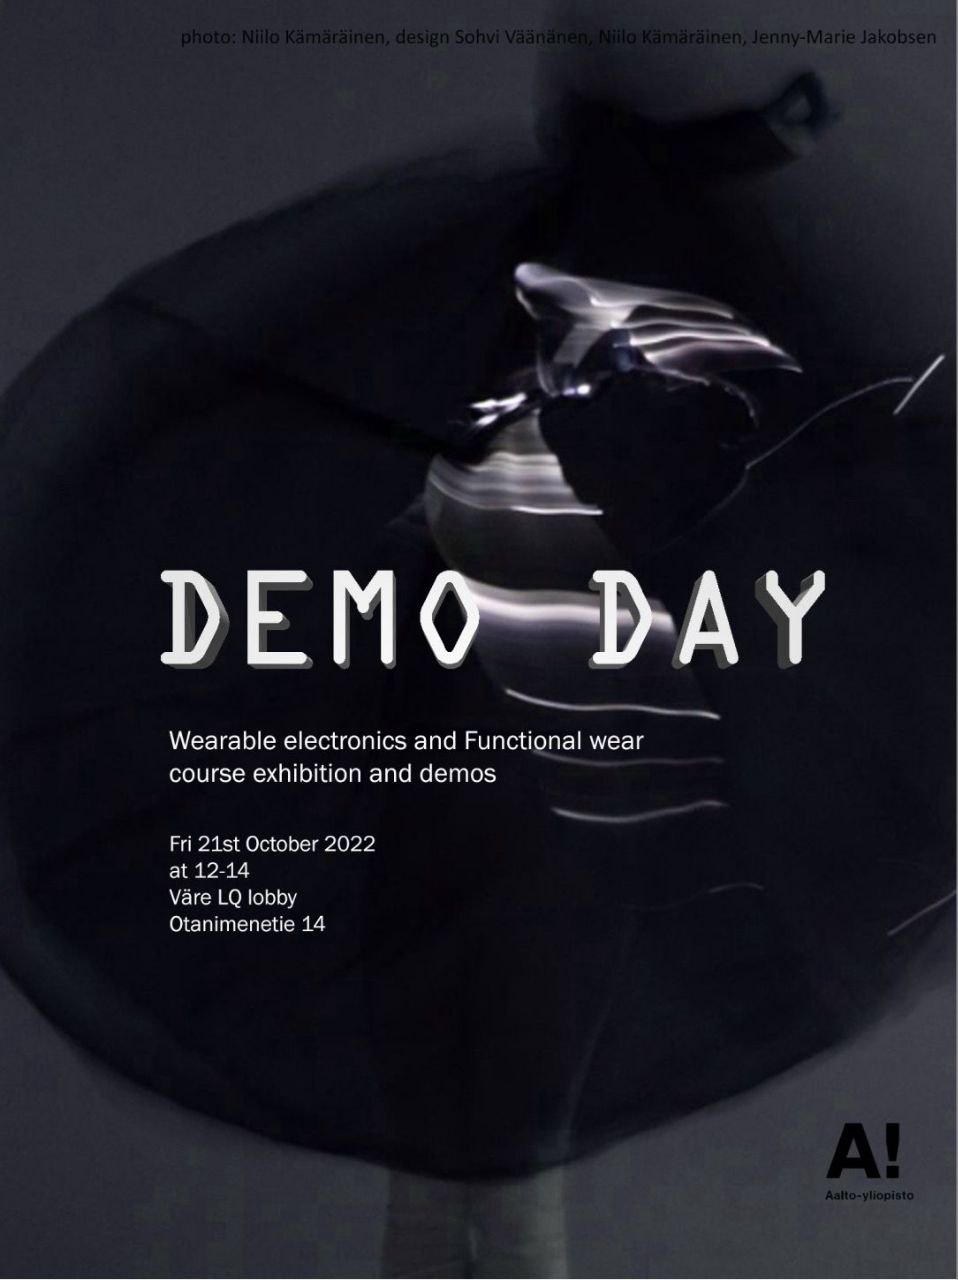 photo: Niilo Kämäräinen, design Sohvi Väänänen, Niilo Kämäräinen, Jenny-Marie Jakobsen
DEMO DAY
Wearable electronics and Functional wear
course exhibition and demos
Fri 21st October 2022
at 12-14
Väre LQ lobby
Otanimenetie 14
A!
Aalto-yliopisto